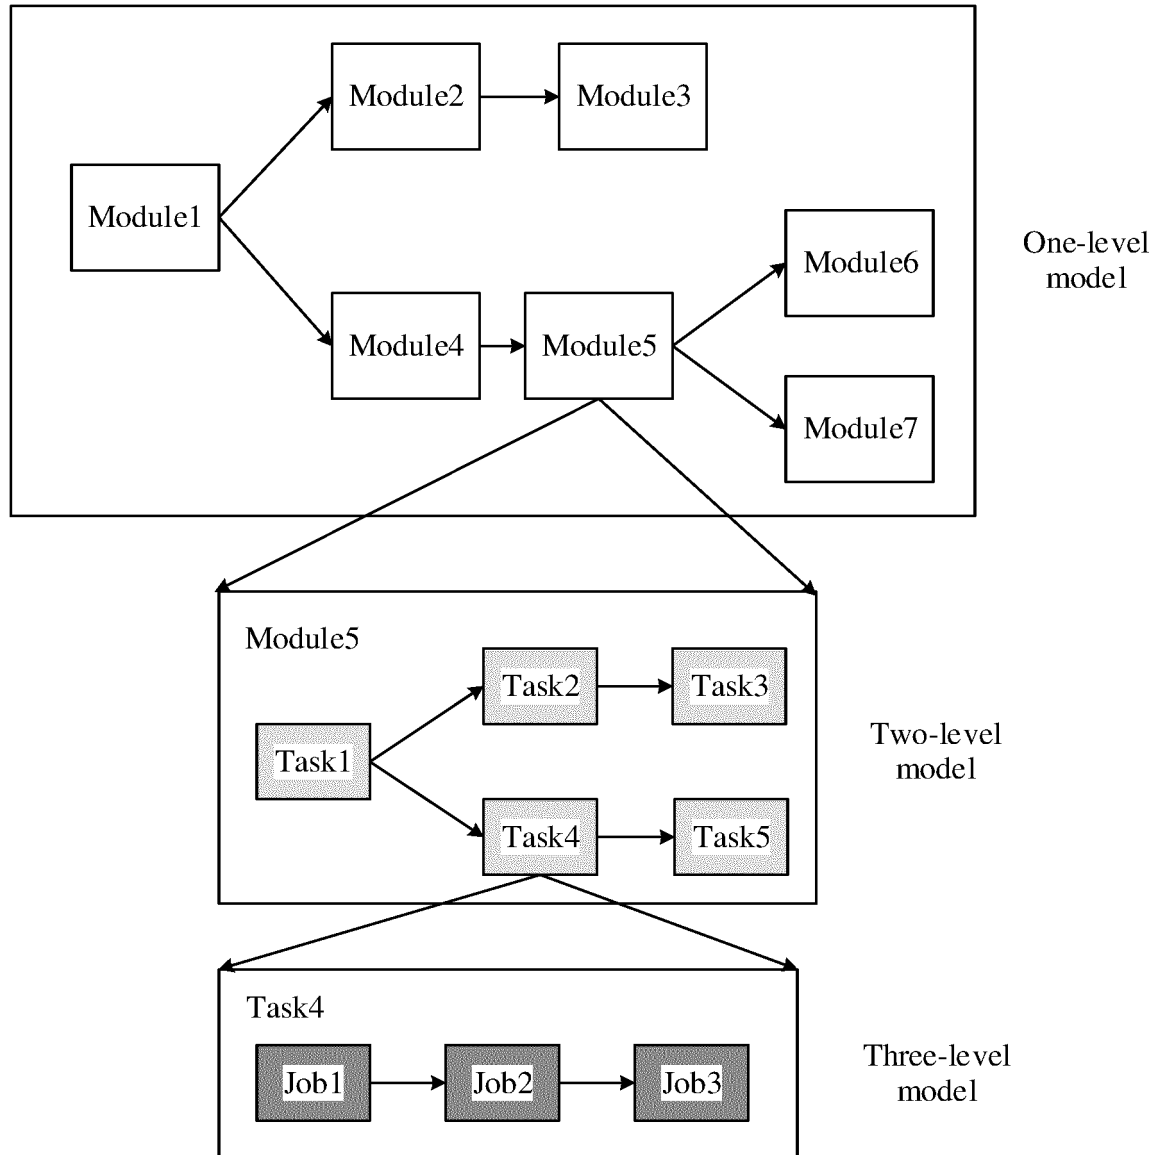 Module2
Module3
Module1
Module6
One-level
model
Module4
Module5
Module7
Module5
Task2
Task3
Task1
Two-level
model
Task4
Task5
Task4
Job1
Job2
Job3
Three-level
model